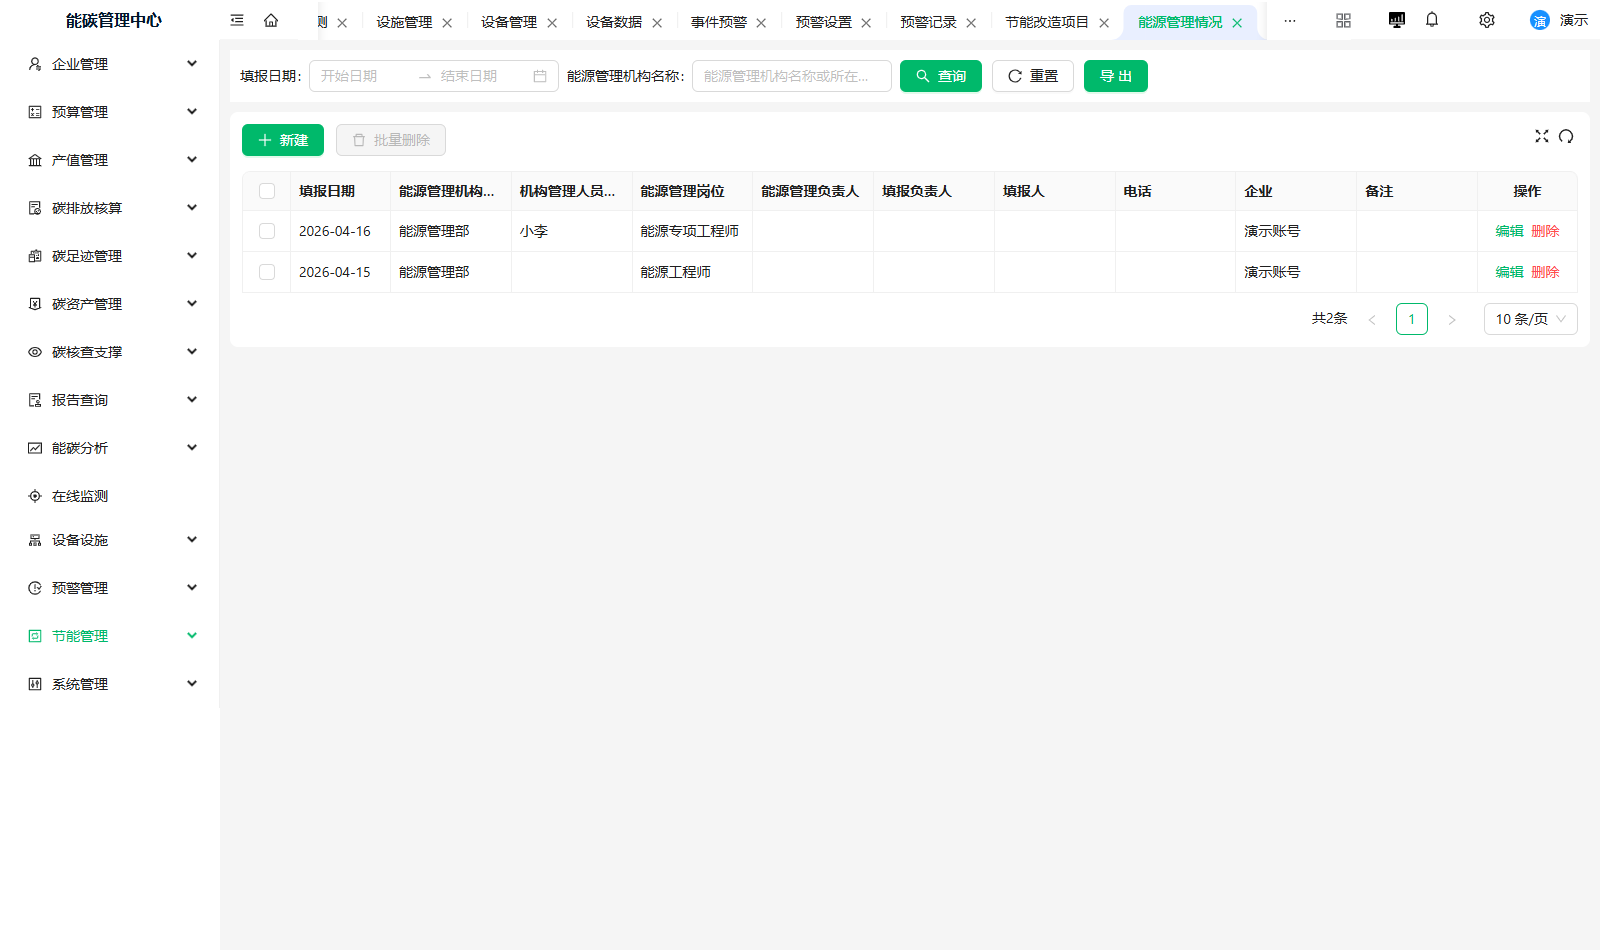 能碳管理中心
测 设施管理 设备管理 设备数据 事件预警 预警设置 预警记录 节能改造项目 能源管理情况 ... 演 演示
企业管理
预算管理
产值管理
碳排放核算
碳足迹管理
碳资产管理
碳核查支撑
报告查询
能碳分析
在线监测
设备设施
预警管理
节能管理
系统管理
填报日期: 开始日期 结束日期 能源管理机构名称: 能源管理机构名称或所在... 查询 重置 导 出
新建 批量删除
填报日期 能源管理机构... 机构管理人员... 能源管理岗位 能源管理负责人 填报负责人 填报人 电话 企业 备注 操作
2026-04-16 能源管理部 小李 能源专项工程师 演示账号 编辑 删除
2026-04-15 能源管理部 能源工程师 演示账号 编辑 删除
共2条 < 1 > 10 条/页